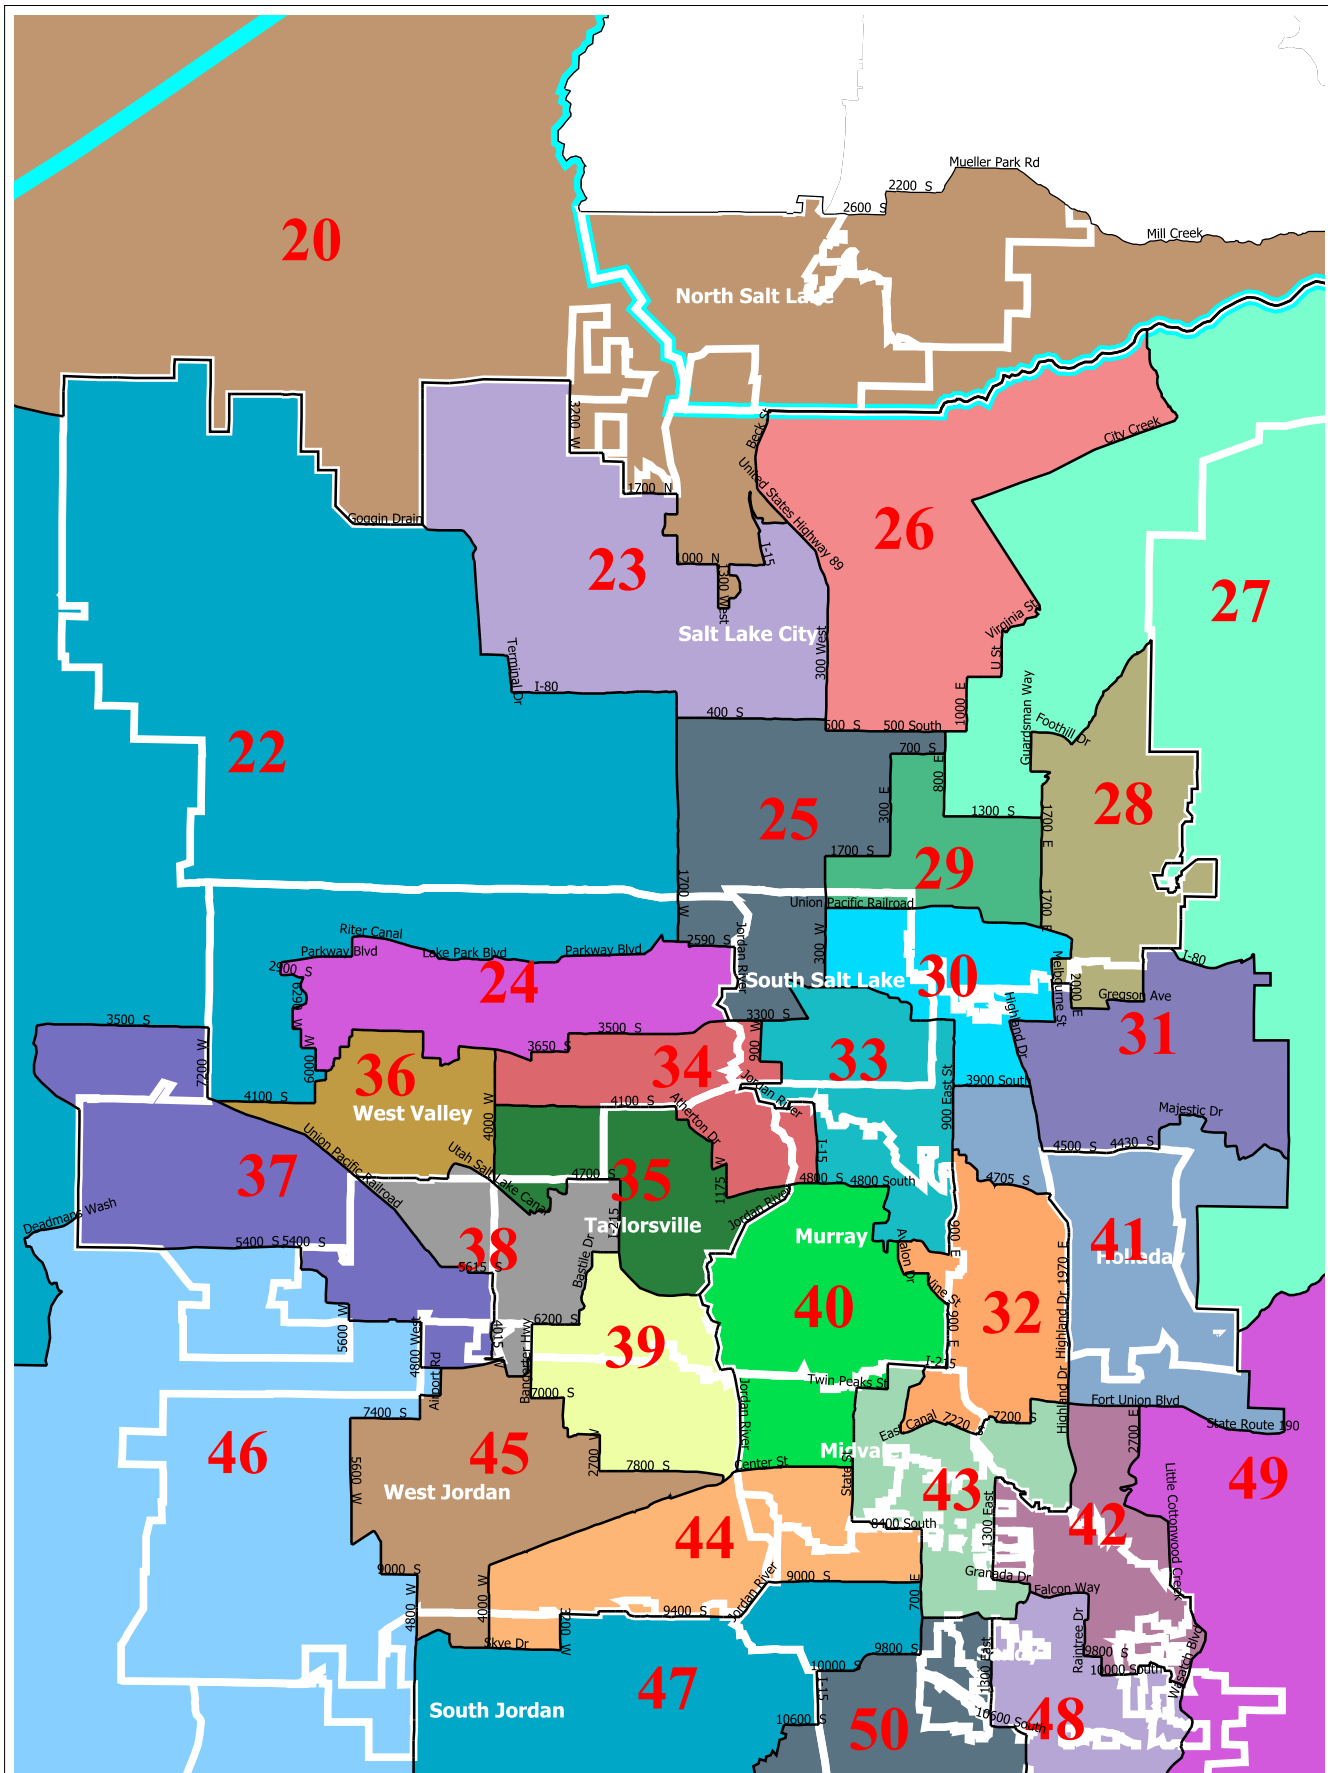 Mueller Park Rd
2200 S
2600 S
Mill Creek
20
North Salt Lake
3200 W
Beck St
City Creek
United States Highway 89
1700 N
Goggin Drain
26
I-15
1000 N
23
1300 West
27
Virginia St
Salt Lake City
300 West
U St
Terminal Dr
I-80
1000 E
Guardsman Way
400 S
500 S
500 South
Foothill Dr
22
700 S
800 E
25
300 E
28
1300 S
1700 E
1700 S
29
1700 W
1700 E
Union Pacific Railroad
Riter Canal
Parkway Blvd
Lake Park Blvd
Parkway Blvd
2590 S
Jordan River
300 W
2900 S
24
South Salt Lake
30
Melbourne St
I-80
2000 E
Gregson Ave
6290 W
Highland Dr
3500 S
3300 S
31
3500 S
900 W
3650 S
7200 W
6000 W
36
34
33
3900 South
Jordan River
4100 S
West Valley
4000 W
4100 S
Atherton Dr
900 East St
Majestic Dr
Union Pacific Railroad
Utah Salt Lake Canal
I-15
4500 S
4430 S
37
4700 S
35
1175 W
4800 S
4800 South
4705 S
Deadmans Wash
Jordan River
I-215
Taylorsville
Murray
900 E
41
Holladay
5400 S
5400 S
38
Bastile Dr
Avalon Dr
1970 E
5615 S
Vine St
40
32
Highland Dr
5600 W
4800 West
4015 W
6200 S
39
900 E
Bangerter Hwy
I-215
Airport Rd
7000 S
Jordan River
Twin Peaks St
Highland Dr
Fort Union Blvd
7400 S
East Canal
7220 S
7200 S
2700 E
State Route 190
46
45
2700 W
Midvale
State St
7800 S
Center St
5600 W
West Jordan
43
49
Little Cottonwood Creek
44
8400 South
1300 East
42
9000 S
Granada Dr
9000 S
Jordan River
4800 W
4000 W
700 E
Falcon Way
9400 S
3200 W
Skye Dr
Raintree Dr
9800 S
9800 S
Wasatch Blvd
10000 S
1300 East
10000 South
47
I-15
South Jordan
10600 S
50
10600 South
48